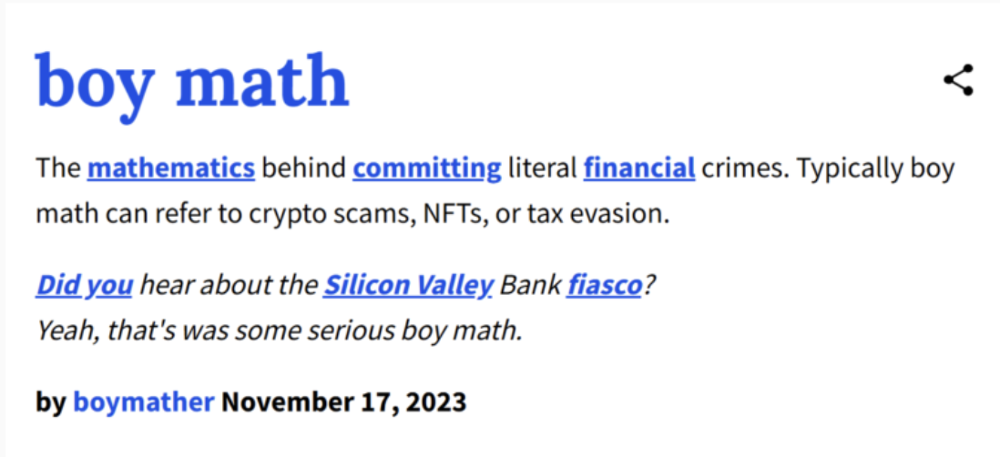 boy math
The mathematics behind committing literal financial crimes. Typically boy
math can refer to crypto scams, NFTs, or tax evasion.
Did you hear about the Silicon Valley Bank fiasco?
Yeah, that's was some serious boy math.
by boymather November 17, 2023